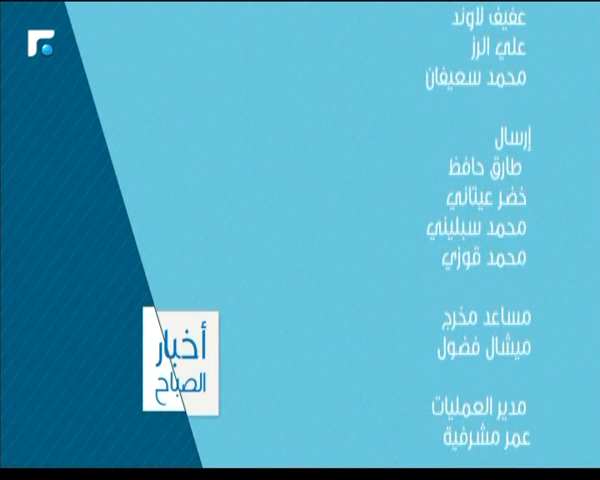 عفيف لاوند
علي الرز
محمد سعيفان
إرسال
طارق حافظ
خضر عيتاني
محمد سبليني
محمد قوزي
مساعد مخرج
ميشال فضول
مدير العمليات
عمر مشرفية
أخبار
الصباح